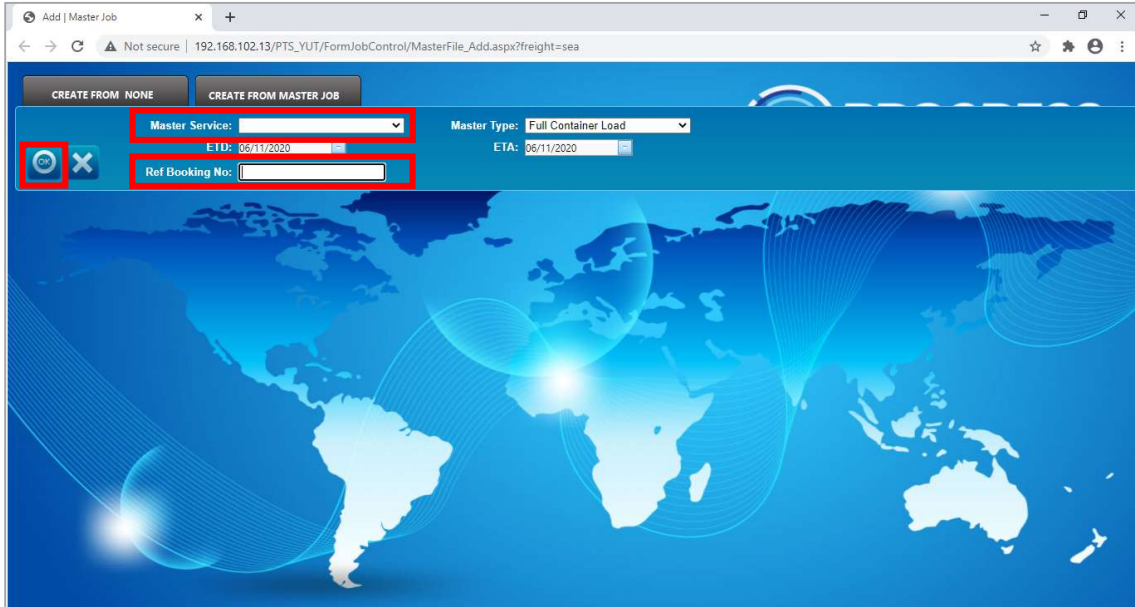 Add | Master Job
Not secure | 192.168.102.13/PTS_YUT/FormJobControl/MasterFile_Add.aspx?freight=sea
CREATE FROM NONE CREATE FROM MASTER JOB
PROGRESS
Master Service: Master Type: Full Container Load
ETD: 06/11/2020 ETA: 06/11/2020
OK
Ref Booking No: